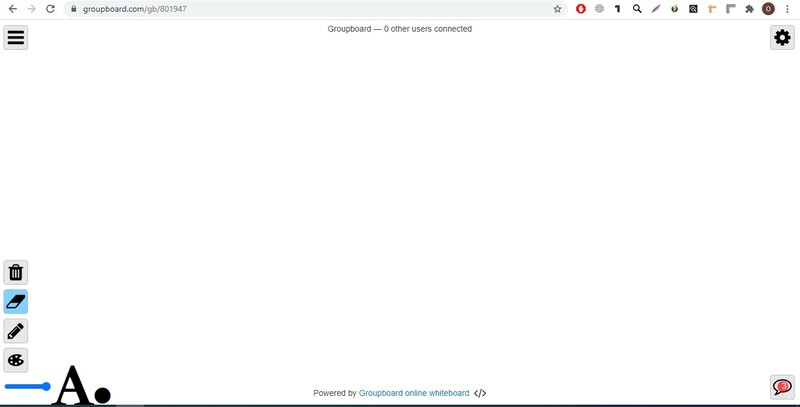 groupboard.com/gb/801947
O
Groupboard — 0 other users connected
A
Powered by Groupboard online whiteboard </>